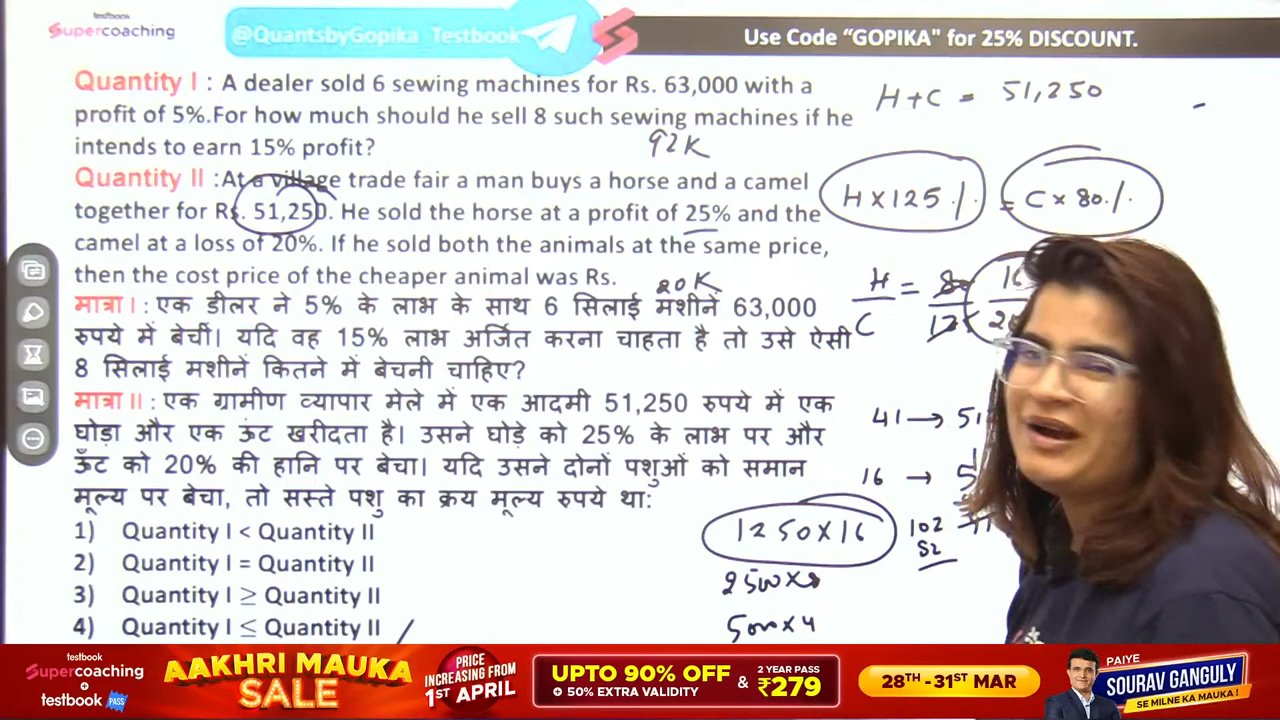 testbook
Supercoaching
@QuantsbyGopika Testbook
Use Code “GOPIKA" for 25% DISCOUNT.
Quantity I : A dealer sold 6 sewing machines for Rs. 63,000 with a
profit of 5%.For how much should he sell 8 such sewing machines if he
intends to earn 15% profit?
92K
Quantity II :At a village trade fair a man buys a horse and a camel
together for Rs. 51,250. He sold the horse at a profit of 25% and the
camel at a loss of 20%. If he sold both the animals at the same price,
then the cost price of the cheaper animal was Rs.
20K
मात्रा I : एक डीलर ने 5% के लाभ के साथ 6 सिलाई मशीनें 63,000
रुपये में बेचीं। यदि वह 15% लाभ अर्जित करना चाहता है तो उसे ऐसी
8 सिलाई मशीनें कितने में बेचनी चाहिए?
मात्रा II : एक ग्रामीण व्यापार मेले में एक आदमी 51,250 रुपये में एक
घोड़ा और एक ऊंट खरीदता है। उसने घोड़े को 25% के लाभ पर और
ऊँट को 20% की हानि पर बेचा। यदि उसने दोनों पशुओं को समान
मूल्य पर बेचा, तो सस्ते पशु का क्रय मूल्य रुपये था:
1) Quantity I < Quantity II
2) Quantity I = Quantity II
3) Quantity I ≥ Quantity II
4) Quantity I ≤ Quantity II
H+C = 51,250
H×125% = C×80%
H/C = 80/125 16
41 → 51
16 →
1250×16
102
82
2500×8
5000×4
testbook
Supercoaching
+
testbook PASS
AAKHRI MAUKA
SALE
PRICE
INCREASING FROM
1ST APRIL
UPTO 90% OFF
+ 50% EXTRA VALIDITY
&
2 YEAR PASS
₹279
28TH - 31ST MAR
PAIYE
SOURAV GANGULY
SE MILNE KA MAUKA !